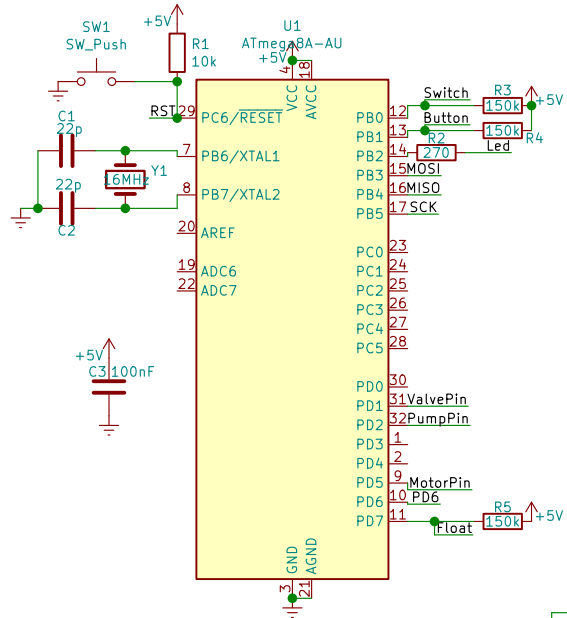 SW1
SW_Push
+5V
R1
10k
U1
ATmega8A-AU
+5V
4
VCC
18
AVCC
RST
29
PC6/RESET
C1
22p
7
PB6/XTAL1
Y1
16MHz
22p
C2
8
PB7/XTAL2
20
AREF
19
ADC6
22
ADC7
+5V
C3
100nF
PB0
12
Switch
R3
150k
+5V
PB1
13
Button
150k
R4
PB2
14
R2
270
Led
PB3
15
MOSI
PB4
16
MISO
PB5
17
SCK
PC0
23
PC1
24
PC2
25
PC3
26
PC4
27
PC5
28
PD0
30
PD1
31
ValvePin
PD2
32
PumpPin
PD3
1
PD4
2
PD5
9
MotorPin
PD6
10
PD6
PD7
11
Float
R5
150k
+5V
GND
3
AGND
21